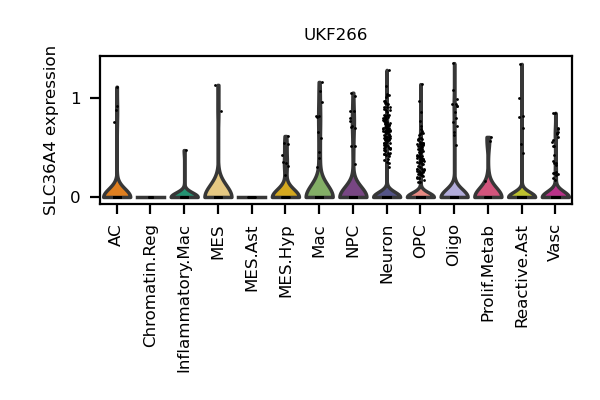 UKF266
SLC36A4 expression
1
0
AC
Chromatin.Reg
Inflammatory.Mac
MES
MES.Ast
MES.Hyp
Mac
NPC
Neuron
OPC
Oligo
Prolif.Metab
Reactive.Ast
Vasc